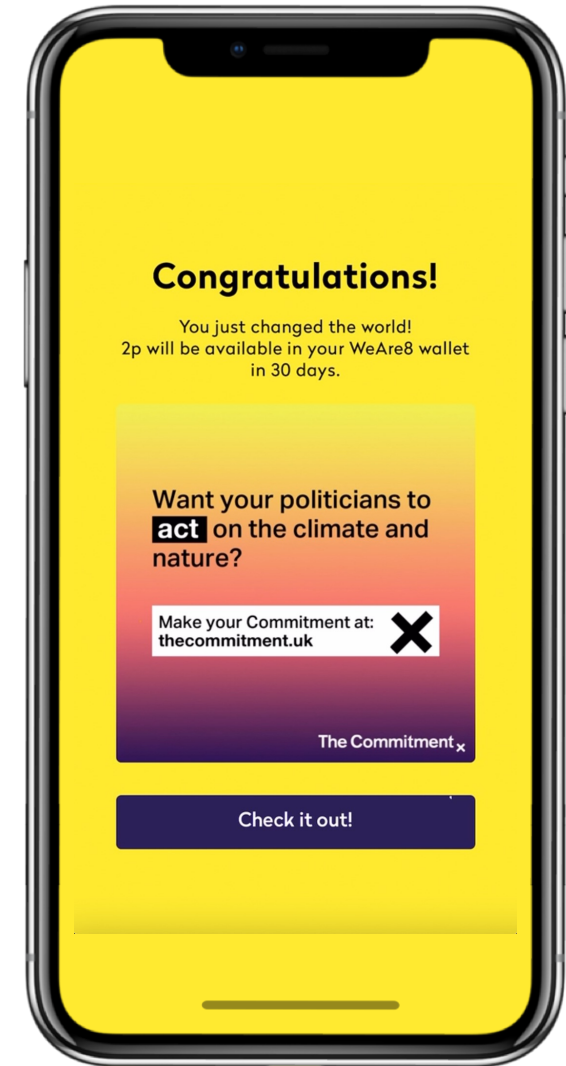 Congratulations!
You just changed the world!
2p will be available in your WeAre8 wallet
in 30 days.
Want your politicians to
act on the climate and
nature?
Make your Commitment at:
thecommitment.uk
The Commitment x
Check it out!